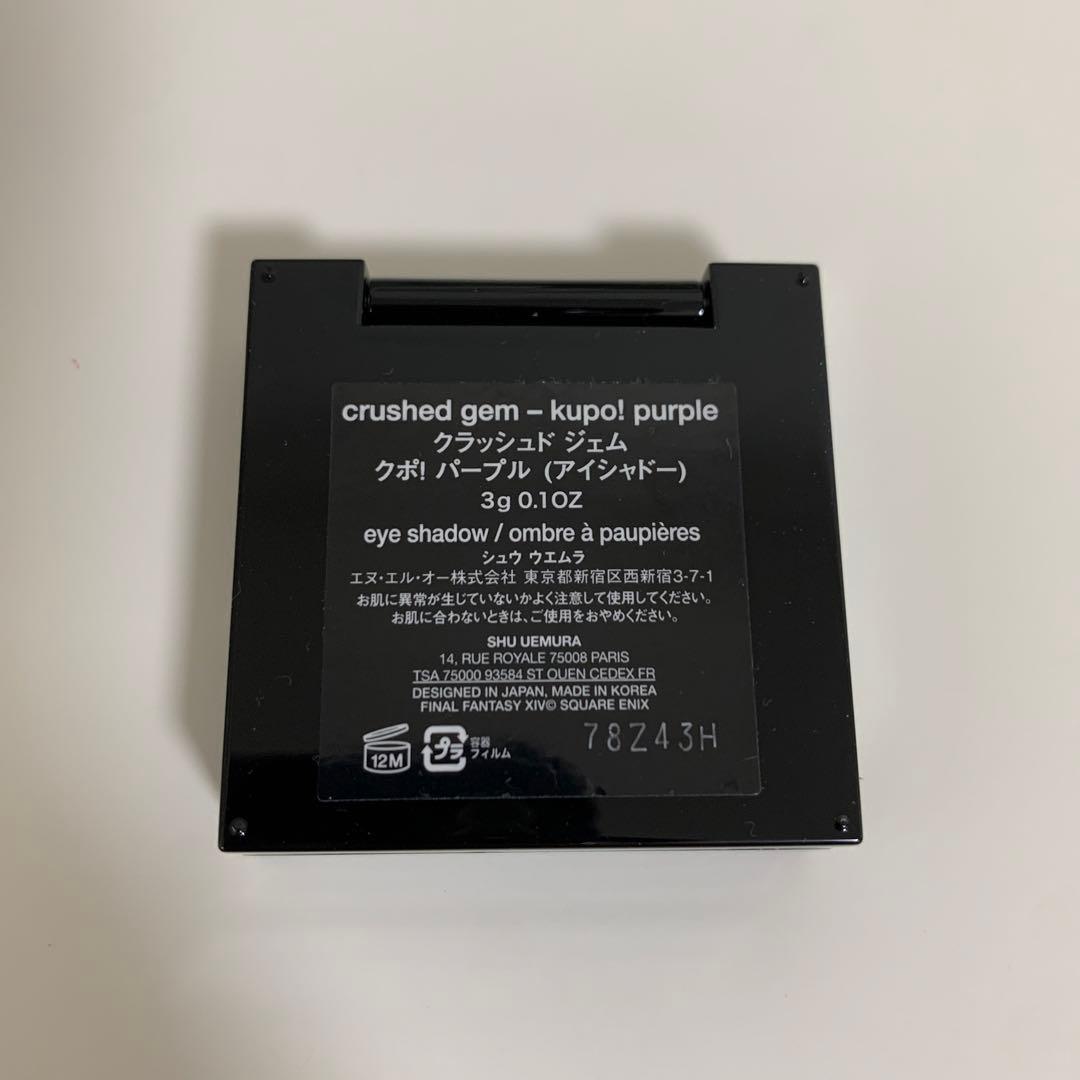 crushed gem – kupo! purple
クラッシュド ジェム
クポ! パープル (アイシャドー)
3g 0.1OZ
eye shadow / ombre à paupières
シュウ ウエムラ
エヌ・エル・オー株式会社 東京都新宿区西新宿3-7-1
お肌に異常が生じていないかよく注意して使用してください。
お肌に合わないときは、ご使用をおやめください。
SHU UEMURA
14, RUE ROYALE 75008 PARIS
TSA 75000 93584 ST OUEN CEDEX FR
DESIGNED IN JAPAN, MADE IN KOREA
FINAL FANTASY XIV© SQUARE ENIX
78Z43H
12M
プラ
容器
フィルム